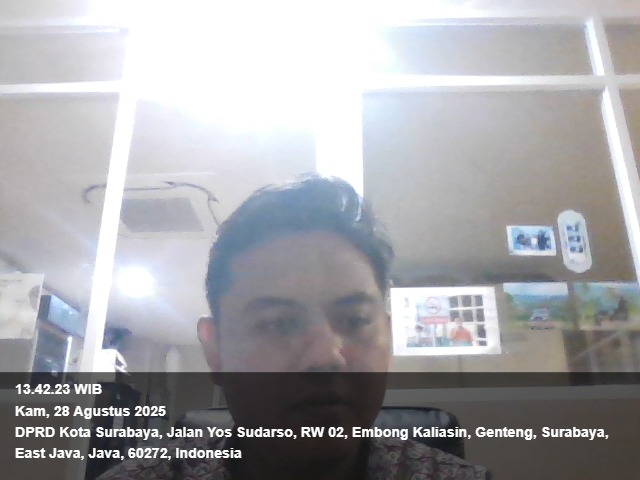 13.42.23 WIB
Kam, 28 Agustus 2025
DPRD Kota Surabaya, Jalan Yos Sudarso, RW 02, Embong Kaliasin, Genteng, Surabaya,
East Java, Java, 60272, Indonesia